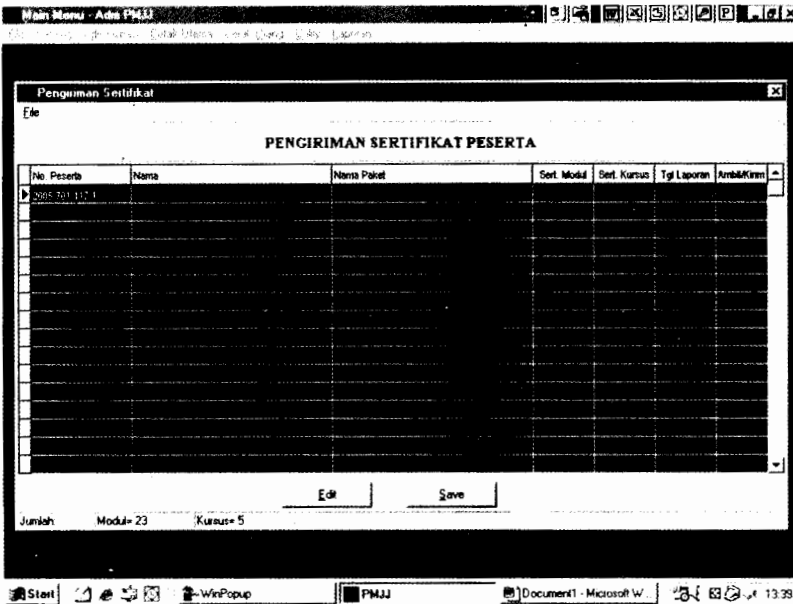 Main Menu - Adm PMJJ
Laporan
Pengiriman Sertifikat
File
PENGIRIMAN SERTIFIKAT PESERTA
No. Peserta Nama Nama Paket Sert. Modul Sert. Kursus Tgl Laporan Ambil/Kirim
Edit Save
Jumlah Modul= 23 Kursus= 5
Start WinPopup PMJJ Document1 - Microsoft W... 13:39